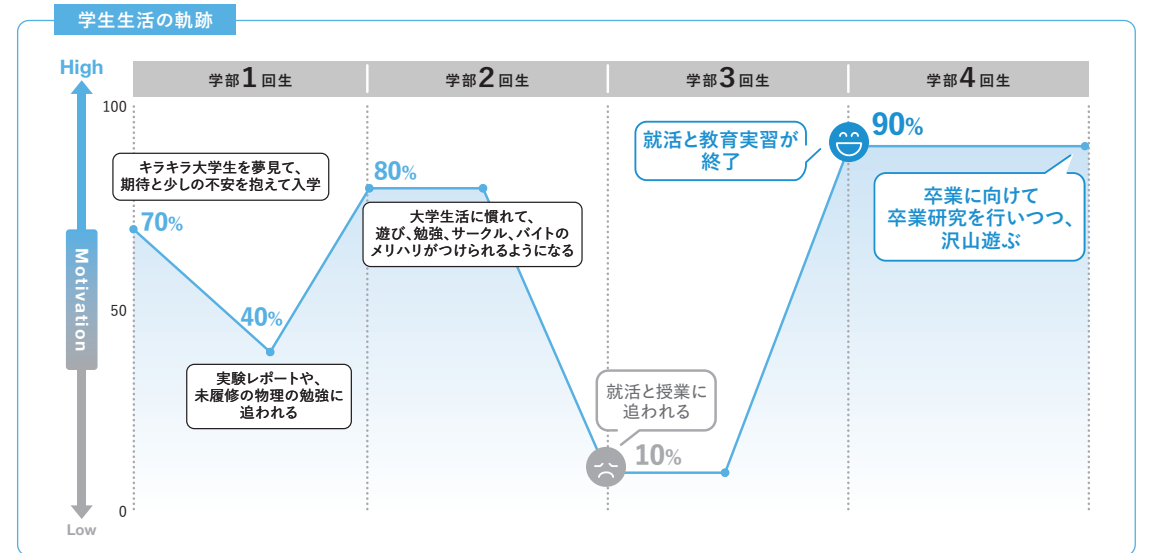 学生生活の軌跡
High
学部1回生
学部2回生
学部3回生
学部4回生
100
キラキラ大学生を夢見て、
期待と少しの不安を抱えて入学
70%
40%
実験レポートや、
未履修の物理の勉強に
追われる
80%
大学生活に慣れて、
遊び、勉強、サークル、バイトの
メリハリがつけられるようになる
就活と授業に
追われる
10%
就活と教育実習が
終了
90%
卒業に向けて
卒業研究を行いつつ、
沢山遊ぶ
Motivation
50
0
Low